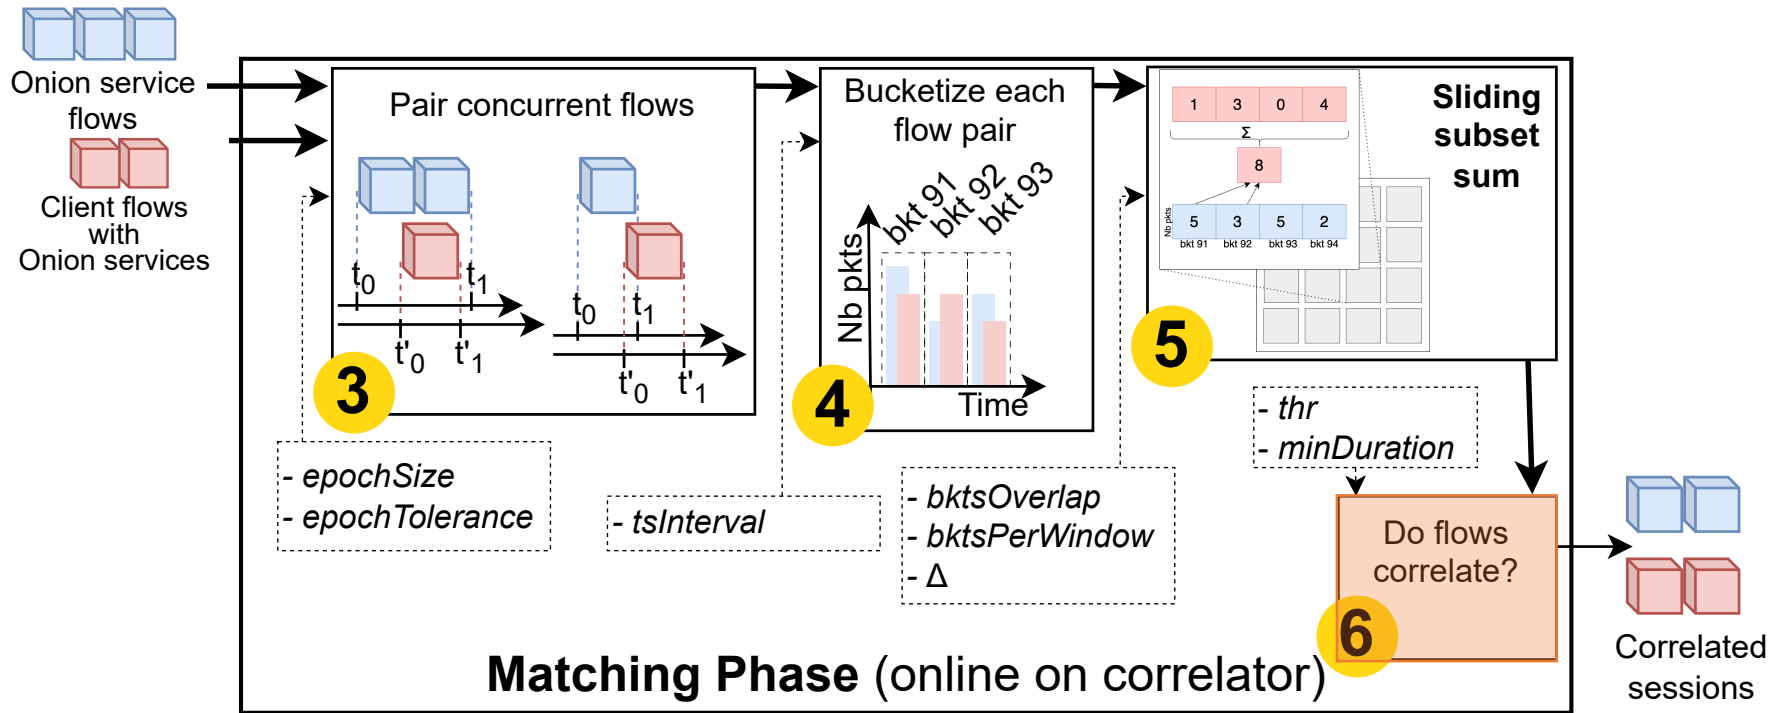 Onion service
flows
Client flows
with
Onion services
Pair concurrent flows
t0
t1
t'0
t'1
t0
t1
t'0
t'1
3
- epochSize
- epochTolerance
Bucketize each
flow pair
bkt 91
bkt 92
bkt 93
Nb pkts
Time
4
- tsInterval
Sliding
subset
sum
1 3 0 4
Σ
8
Nb pkts
5 3 5 2
bkt 91 bkt 92 bkt 93 bkt 94
5
- bktsOverlap
- bktsPerWindow
- Δ
- thr
- minDuration
Do flows
correlate?
6
Matching Phase (online on correlator)
Correlated
sessions